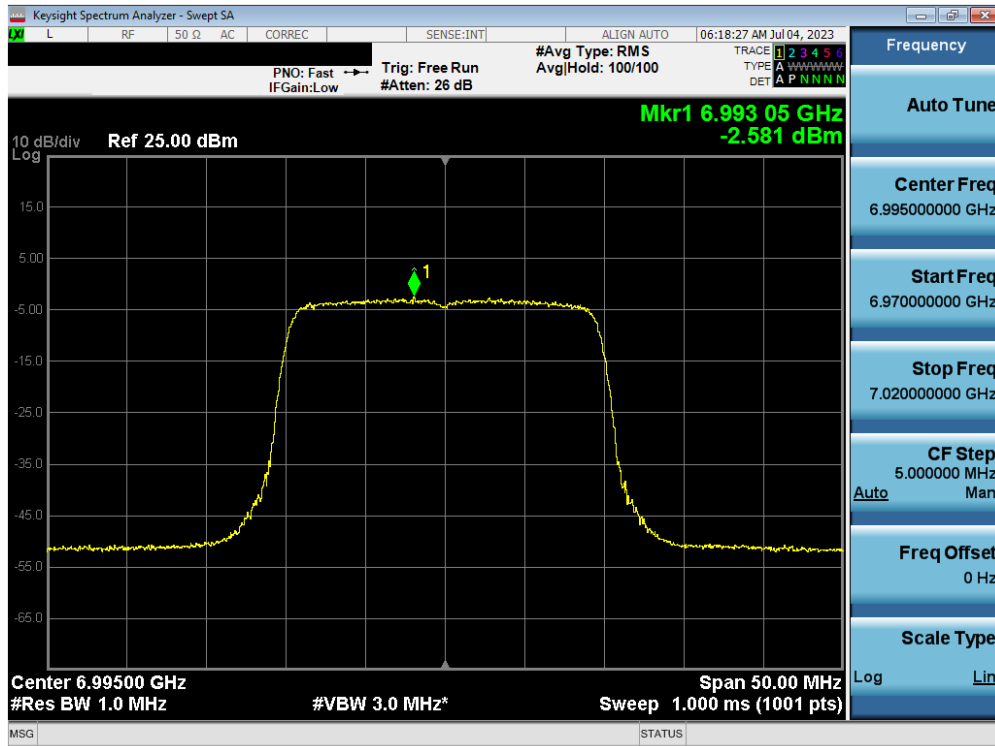 Keysight Spectrum Analyzer - Swept SA
LXI L RF 50 Ω AC CORREC SENSE:INT ALIGN AUTO 06:18:27 AM Jul 04, 2023
PNO: Fast Trig: Free Run #Avg Type: RMS TRACE 1 2 3 4 5 6
IFGain:Low #Atten: 26 dB Avg|Hold: 100/100 TYPE A WWWWW
DET A P N N N N
Mkr1 6.993 05 GHz
-2.581 dBm
10 dB/div Ref 25.00 dBm
Log
15.0
5.00
1
-5.00
-15.0
-25.0
-35.0
-45.0
-55.0
-65.0
Center 6.99500 GHz Span 50.00 MHz
#Res BW 1.0 MHz #VBW 3.0 MHz* Sweep 1.000 ms (1001 pts)
MSG STATUS
Frequency
Auto Tune
Center Freq
6.995000000 GHz
Start Freq
6.970000000 GHz
Stop Freq
7.020000000 GHz
CF Step
5.000000 MHz
Auto Man
Freq Offset
0 Hz
Scale Type
Log Lin